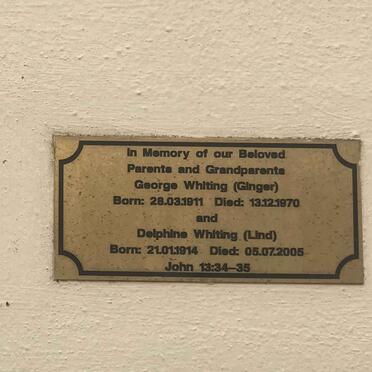 In Memory of our Beloved
Parents and Grandparents
George Whiting (Ginger)
Born: 28.03.1911 Died: 13.12.1970
and
Delphine Whiting (Lind)
Born: 21.01.1914 Died: 05.07.2005
John 13:34-35